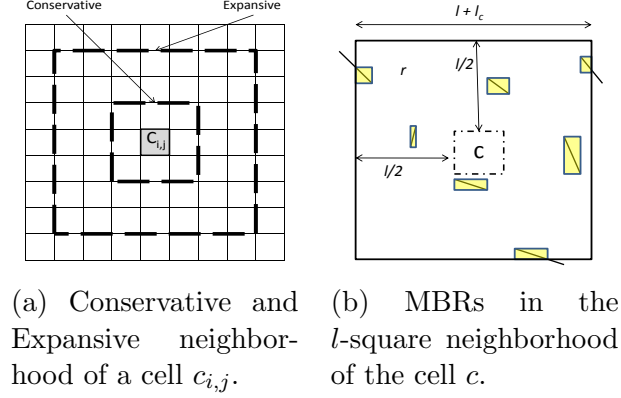 Conservative
Expansive
C_{i,j}
l + l_c
r
l/2
C
l/2
(a) Conservative and
Expansive neighbor-
hood of a cell c_{i,j}.
(b) MBRs in the
l-square neighborhood
of the cell c.